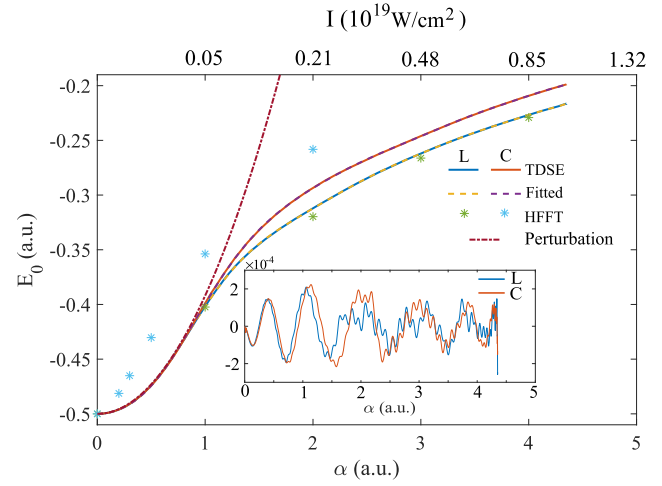 I (10^19 W/cm^2)
0.05 0.21 0.48 0.85 1.32
-0.2
-0.25
-0.3
-0.35
-0.4
-0.45
-0.5
E_0 (a.u.)
L C
TDSE
Fitted
HFFT
Perturbation
×10^-4
2
0
-2
L
C
0 1 2 3 4 5
α (a.u.)
0 1 2 3 4 5
α (a.u.)